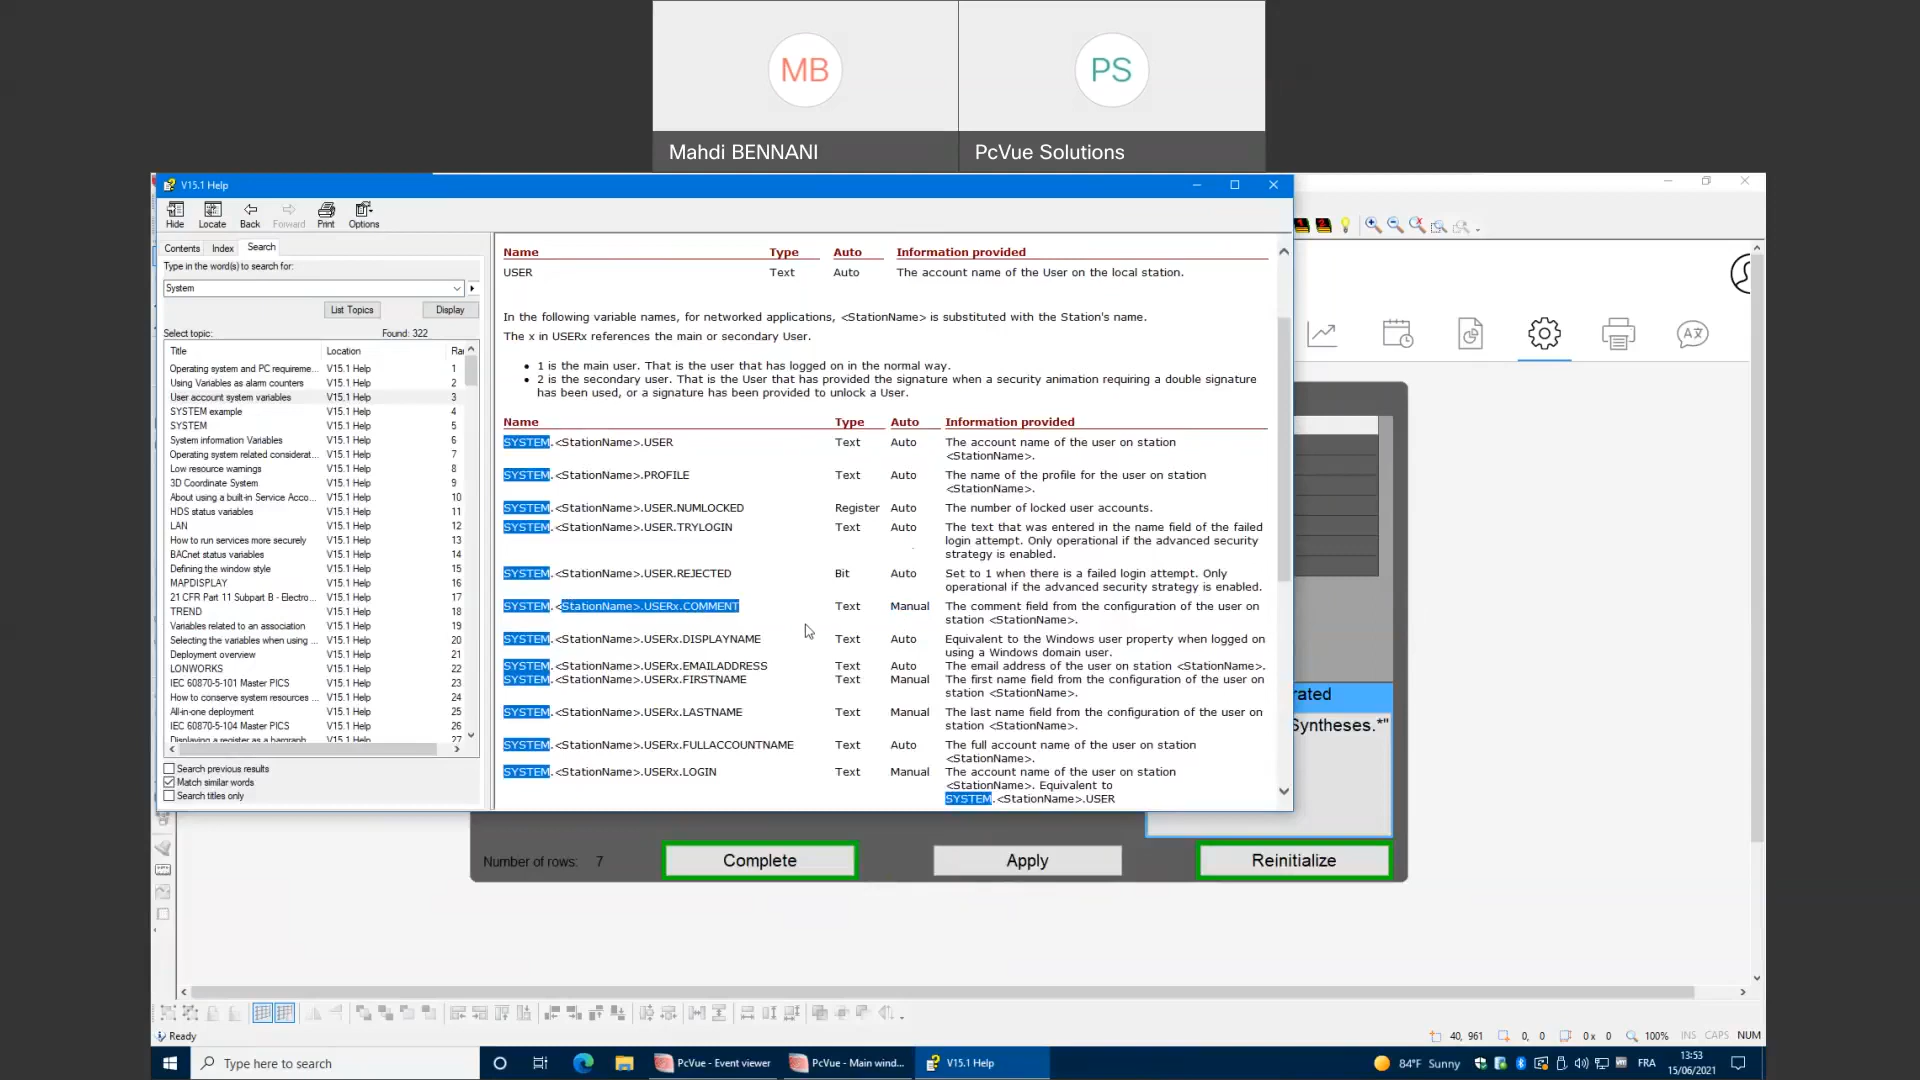 MB
PS
Mahdi BENNANI
PcVue Solutions
V15.1 Help
Hide
Locate
Back
Forward
Print
Options
Contents
Index
Search
Type in the word(s) to search for:
System
List Topics
Display
Select topic:
Found: 322
Title Location
Operating system and PC requireme... V15.1 Help 1
Using Variables as alarm counters V15.1 Help 2
User account system variables V15.1 Help 3
SYSTEM example V15.1 Help 4
SYSTEM V15.1 Help 5
System information Variables V15.1 Help 6
Operating system related considerat... V15.1 Help 7
Low resource warnings V15.1 Help 8
3D Coordinate System V15.1 Help 9
About using a built-in Service Acco... V15.1 Help 10
HDS status variables V15.1 Help 11
LAN V15.1 Help 12
How to run services more securely V15.1 Help 13
BACnet status variables V15.1 Help 14
Defining the window style V15.1 Help 15
MAPDISPLAY V15.1 Help 16
21 CFR Part 11 Subpart B - Electro... V15.1 Help 17
TREND V15.1 Help 18
Variables related to an association V15.1 Help 19
Selecting the variables when using ... V15.1 Help 20
Deployment overview V15.1 Help 21
LONWORKS V15.1 Help 22
IEC 60870-5-101 Master PICS V15.1 Help 23
How to conserve system resources ... V15.1 Help 24
All-in-one deployment V15.1 Help 25
IEC 60870-5-104 Master PICS V15.1 Help 26
Displaying a register as a bargraph V15.1 Help 27
Search previous results
Match similar words
Search titles only
Name Type Auto Information provided
USER Text Auto The account name of the User on the local station.
In the following variable names, for networked applications, <StationName> is substituted with the Station's name.
The x in USERx references the main or secondary User.
• 1 is the main user. That is the user that has logged on in the normal way.
• 2 is the secondary user. That is the User that has provided the signature when a security animation requiring a double signature
has been used, or a signature has been provided to unlock a User.
Name Type Auto Information provided
SYSTEM.<StationName>.USER Text Auto The account name of the user on station
<StationName>.
SYSTEM.<StationName>.PROFILE Text Auto The name of the profile for the user on station
<StationName>.
SYSTEM.<StationName>.USER.NUMLOCKED Register Auto The number of locked user accounts.
SYSTEM.<StationName>.USER.TRYLOGIN Text Auto The text that was entered in the name field of the failed
login attempt. Only operational if the advanced security
strategy is enabled.
SYSTEM.<StationName>.USER.REJECTED Bit Auto Set to 1 when there is a failed login attempt. Only
operational if the advanced security strategy is enabled.
SYSTEM.<StationName>.USERx.COMMENT Text Manual The comment field from the configuration of the user on
station <StationName>.
SYSTEM.<StationName>.USERx.DISPLAYNAME Text Auto Equivalent to the Windows user property when logged on
using a Windows domain user.
SYSTEM.<StationName>.USERx.EMAILADDRESS Text Auto The email address of the user on station <StationName>.
SYSTEM.<StationName>.USERx.FIRSTNAME Text Manual The first name field from the configuration of the user on
station <StationName>.
SYSTEM.<StationName>.USERx.LASTNAME Text Manual The last name field from the configuration of the user on
station <StationName>.
SYSTEM.<StationName>.USERx.FULLACCOUNTNAME Text Auto The full account name of the user on station
<StationName>.
SYSTEM.<StationName>.USERx.LOGIN Text Manual The account name of the user on station
<StationName>. Equivalent to
SYSTEM.<StationName>.USER
rated
Syntheses.*"
Number of rows: 7
Complete
Apply
Reinitialize
Ready
40, 961 0, 0 0 x 0 100% INS CAPS NUM
Type here to search
PcVue - Event viewer
PcVue - Main wind...
V15.1 Help
84°F Sunny
FRA
13:53
15/06/2021